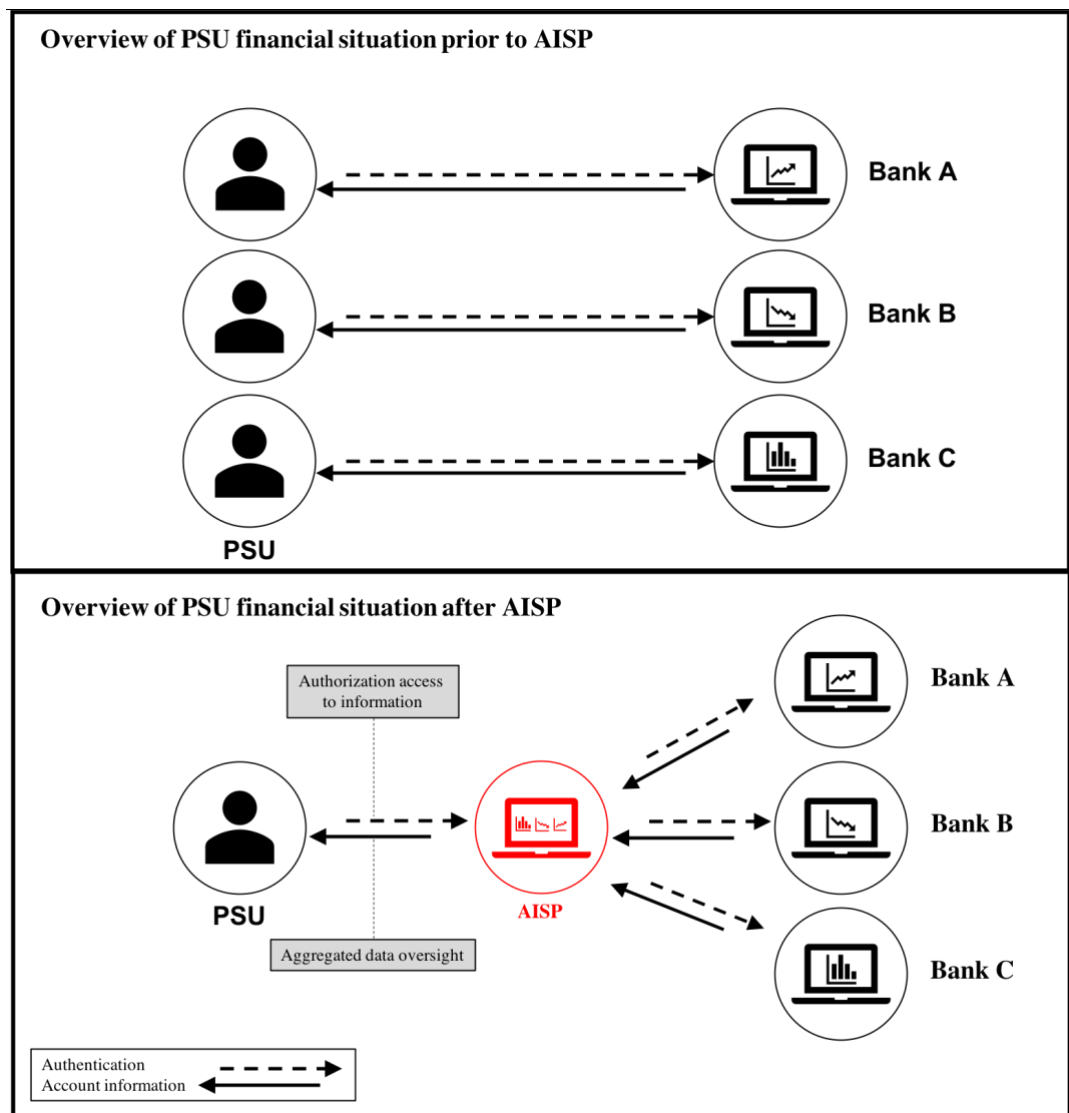 Overview of PSU financial situation prior to AISP
Bank A
Bank B
Bank C
PSU
Overview of PSU financial situation after AISP
Authorization access
to information
Bank A
Bank B
PSU
AISP
Aggregated data oversight
Bank C
Authentication
Account information